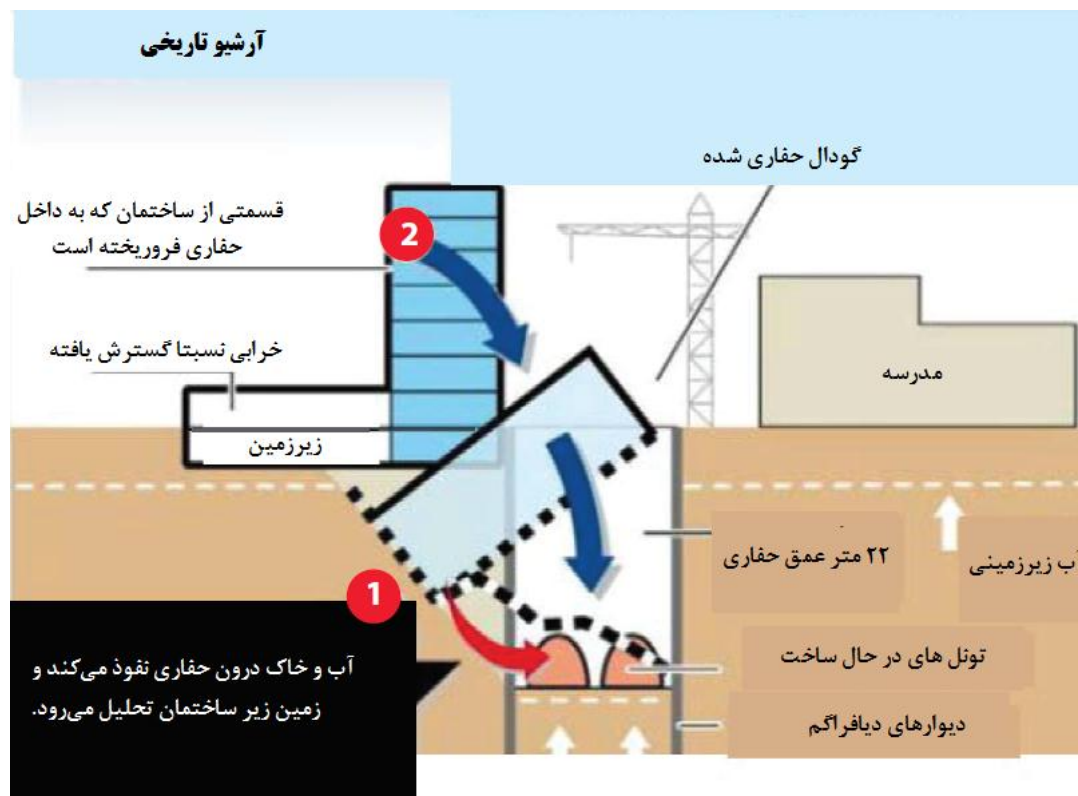 آرشیو تاریخی
گودال حفاری شده
قسمتی از ساختمان که به داخل
حفاری فروریخته است
2
خرابی نسبتا گسترش یافته
مدرسه
زیرزمین
۲۲ متر عمق حفاری
آب زیرزمینی
1
آب و خاک درون حفاری نفوذ می‌کند و
زمین زیر ساختمان تحلیل می‌رود.
تونل های در حال ساخت
دیوارهای دیافراگم